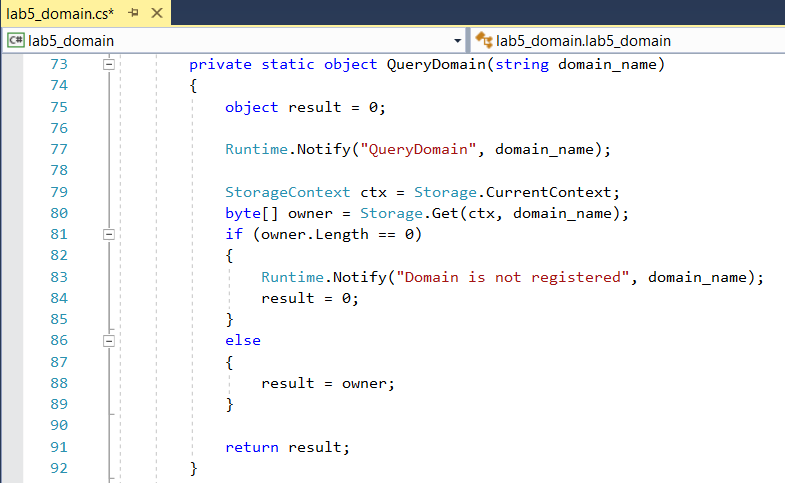 lab5_domain.cs*
C# lab5_domain lab5_domain.lab5_domain
73 private static object QueryDomain(string domain_name)
74 {
75 object result = 0;
76
77 Runtime.Notify("QueryDomain", domain_name);
78
79 StorageContext ctx = Storage.CurrentContext;
80 byte[] owner = Storage.Get(ctx, domain_name);
81 if (owner.Length == 0)
82 {
83 Runtime.Notify("Domain is not registered", domain_name);
84 result = 0;
85 }
86 else
87 {
88 result = owner;
89 }
90
91 return result;
92 }